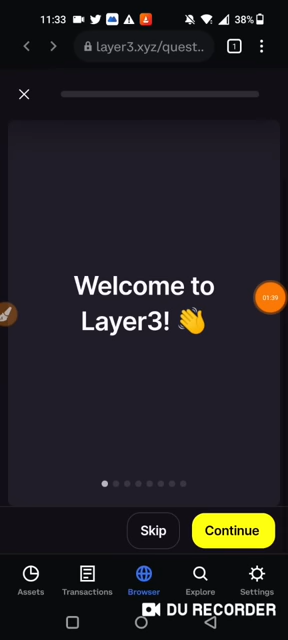 11:33
38%
layer3.xyz/quest..
1
Welcome to
Layer3! 👋
01:39
Skip
Continue
Assets
Transactions
Browser
Explore
Settings
DU RECORDER